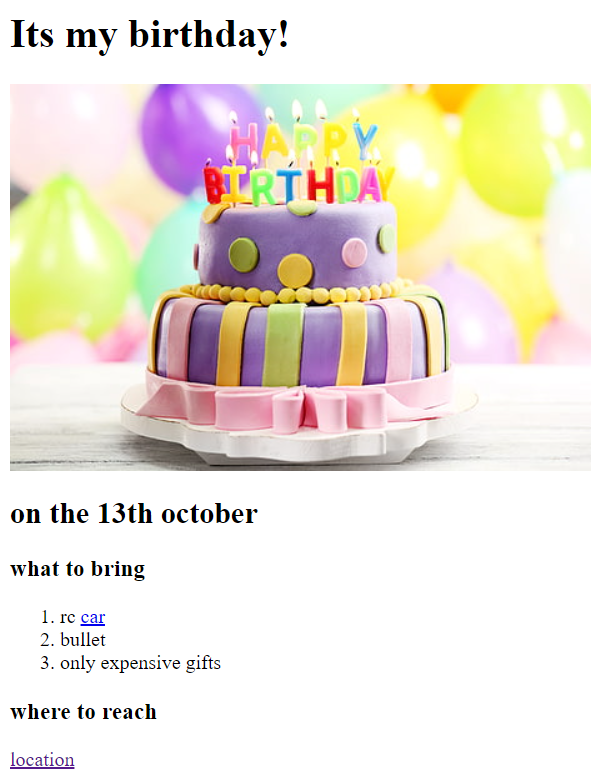 Its my birthday!
HAPPY
BIRTHDAY
on the 13th october
what to bring
1. rc car
2. bullet
3. only expensive gifts
where to reach
location